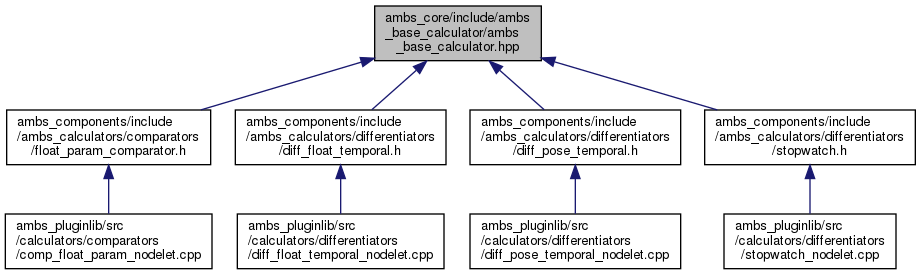 ambs_core/include/ambs
_base_calculator/ambs
_base_calculator.hpp
ambs_components/include
/ambs_calculators/comparators
/float_param_comparator.h
ambs_components/include
/ambs_calculators/differentiators
/diff_float_temporal.h
ambs_components/include
/ambs_calculators/differentiators
/diff_pose_temporal.h
ambs_components/include
/ambs_calculators/differentiators
/stopwatch.h
ambs_pluginlib/src
/calculators/comparators
/comp_float_param_nodelet.cpp
ambs_pluginlib/src
/calculators/differentiators
/diff_float_temporal_nodelet.cpp
ambs_pluginlib/src
/calculators/differentiators
/diff_pose_temporal_nodelet.cpp
ambs_pluginlib/src
/calculators/differentiators
/stopwatch_nodelet.cpp